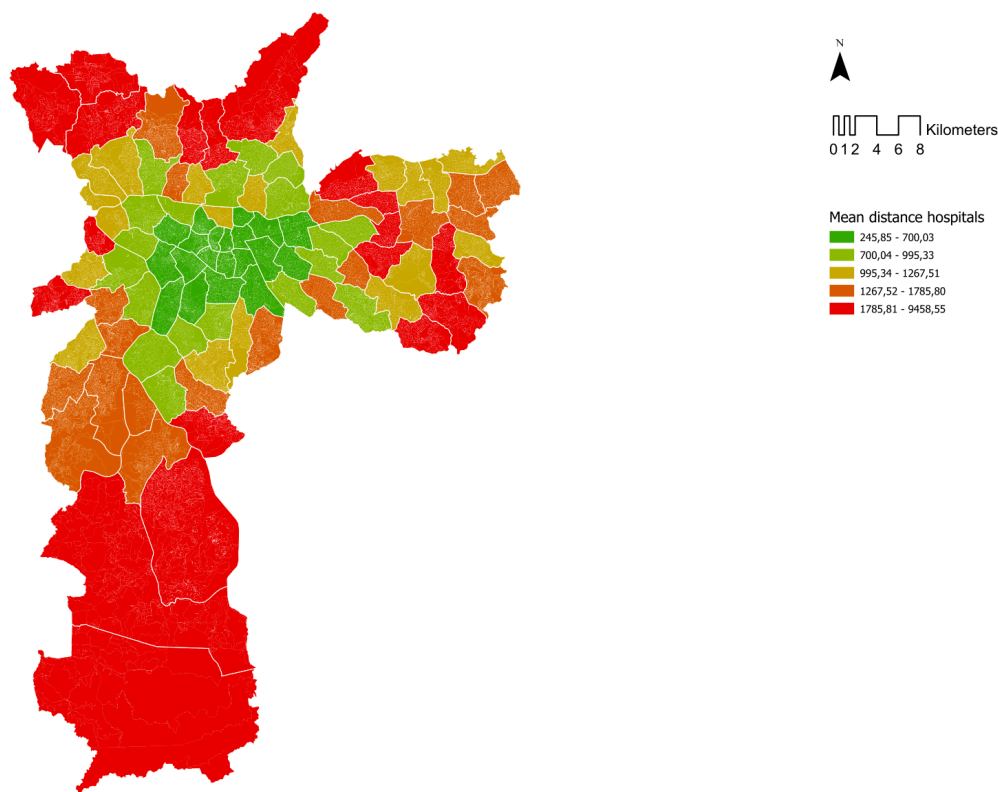 N
Kilometers
0 1 2 4 6 8
Mean distance hospitals
245,85 - 700,03
700,04 - 995,33
995,34 - 1267,51
1267,52 - 1785,80
1785,81 - 9458,55